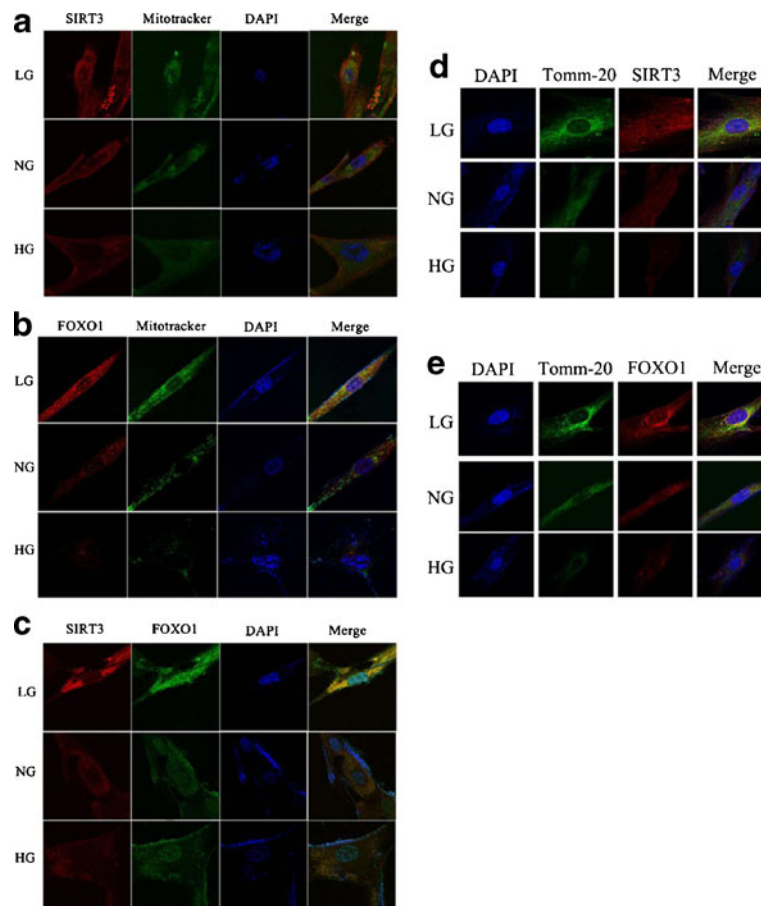 a
SIRT3 Mitotracker DAPI Merge
LG
NG
HG
b
FOXO1 Mitotracker DAPI Merge
LG
NG
HG
c
SIRT3 FOXO1 DAPI Merge
LG
NG
HG
d
DAPI Tomm-20 SIRT3 Merge
LG
NG
HG
e
DAPI Tomm-20 FOXO1 Merge
LG
NG
HG